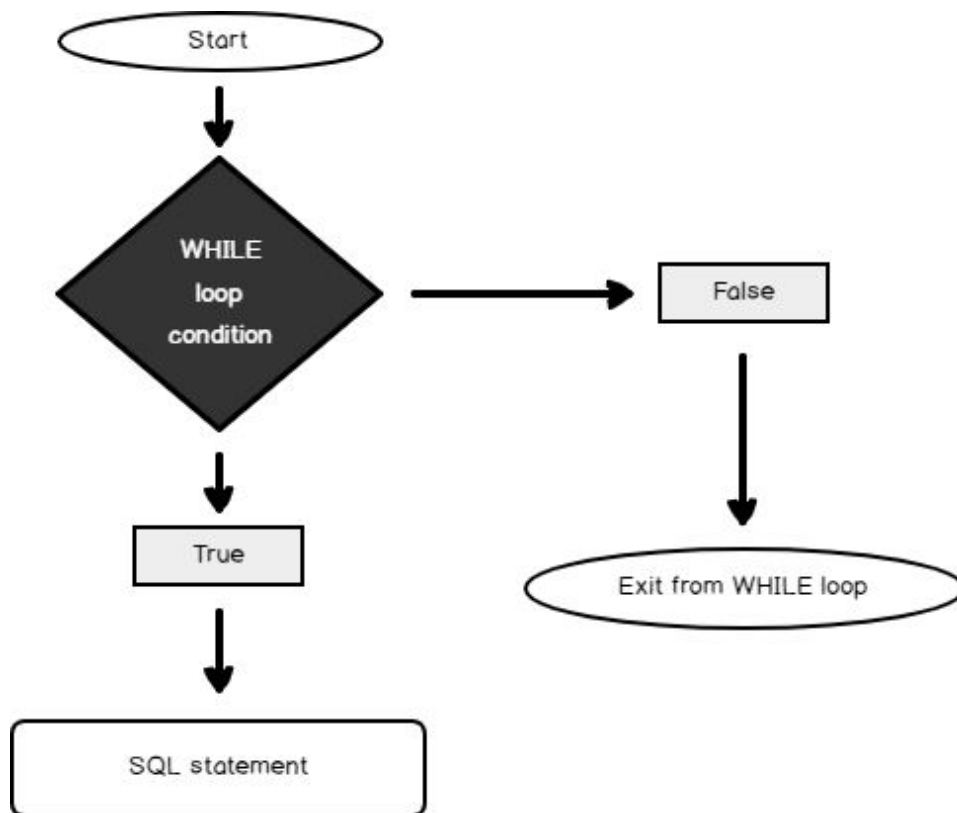 Start
WHILE
loop
condition
False
True
Exit from WHILE loop
SQL statement